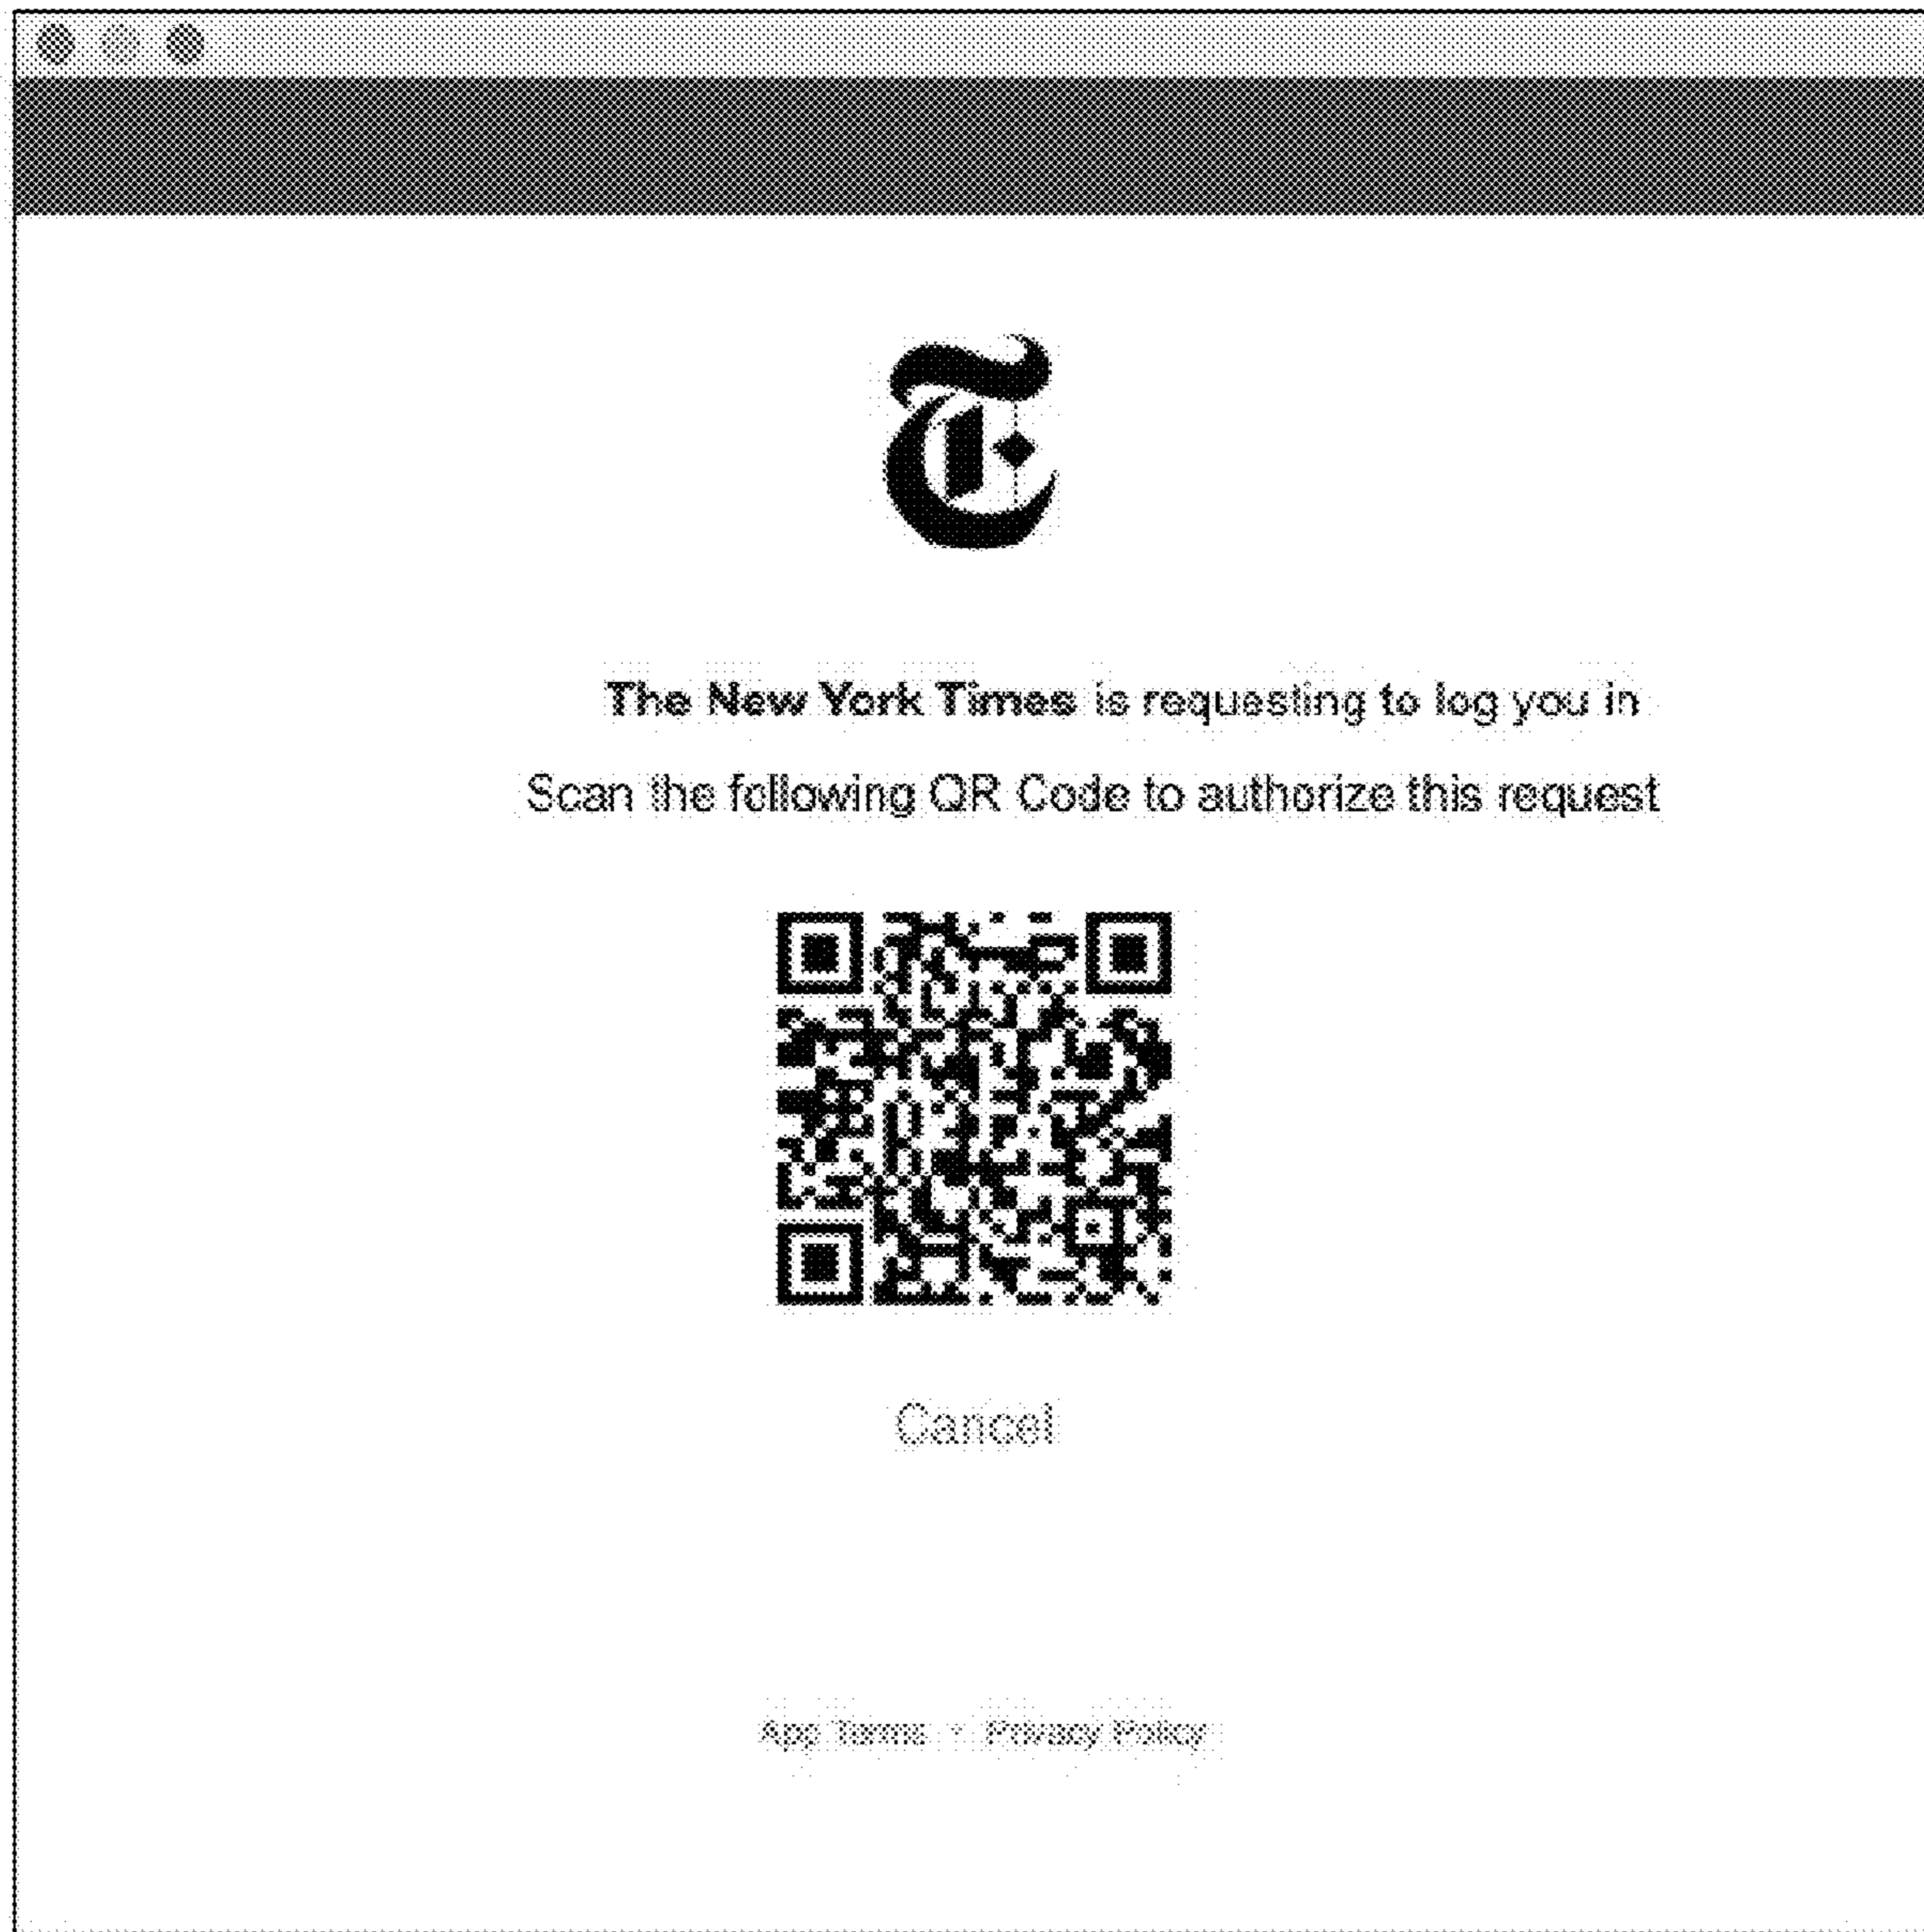 The New York Times is requesting to log you in
Scan the following QR Code to authorize this request
Cancel
App Terms - Privacy Policy